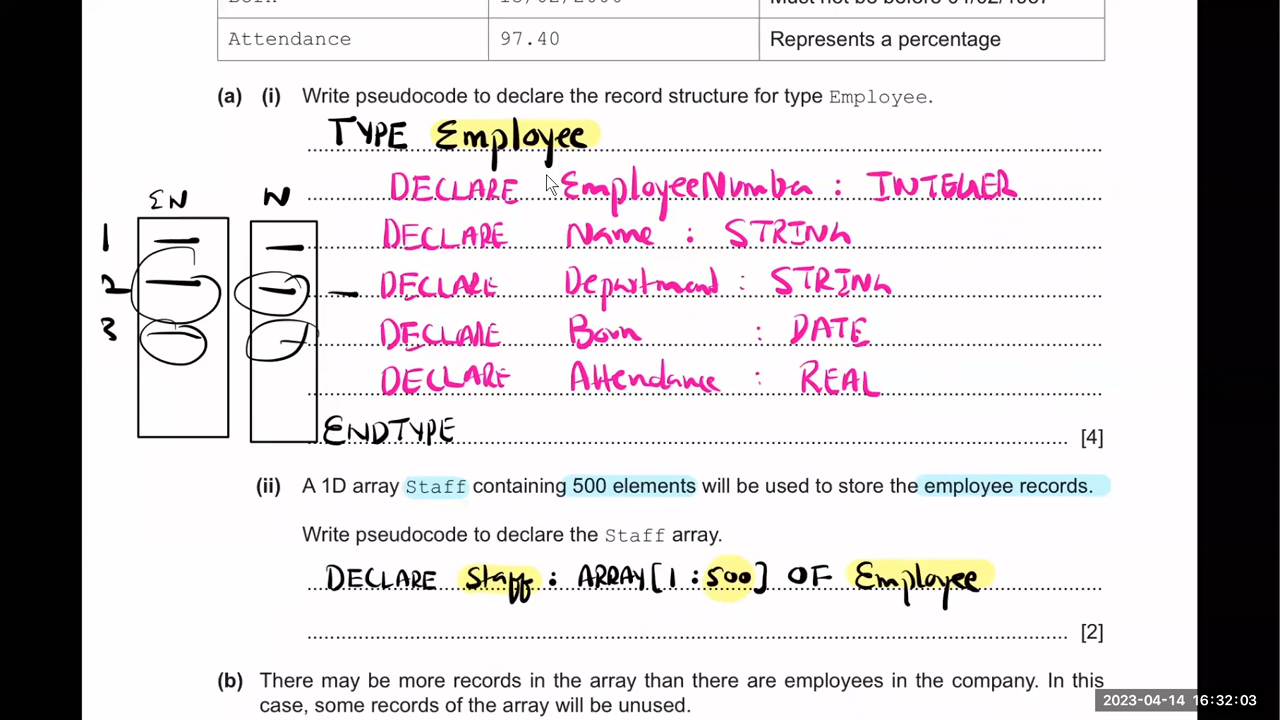 Attendance 97.40 Represents a percentage
(a) (i) Write pseudocode to declare the record structure for type Employee.
TYPE Employee
DECLARE EmployeeNumber : INTEGER
EN N
1
DECLARE Name : STRING
2
DECLARE Department : STRING
3
DECLARE Born : DATE
DECLARE Attendance : REAL
ENDTYPE [4]
(ii) A 1D array Staff containing 500 elements will be used to store the employee records.
Write pseudocode to declare the Staff array.
DECLARE Staff : ARRAY[1:500] OF Employee
[2]
(b) There may be more records in the array than there are employees in the company. In this
case, some records of the array will be unused.
2023-04-14 16:32:03